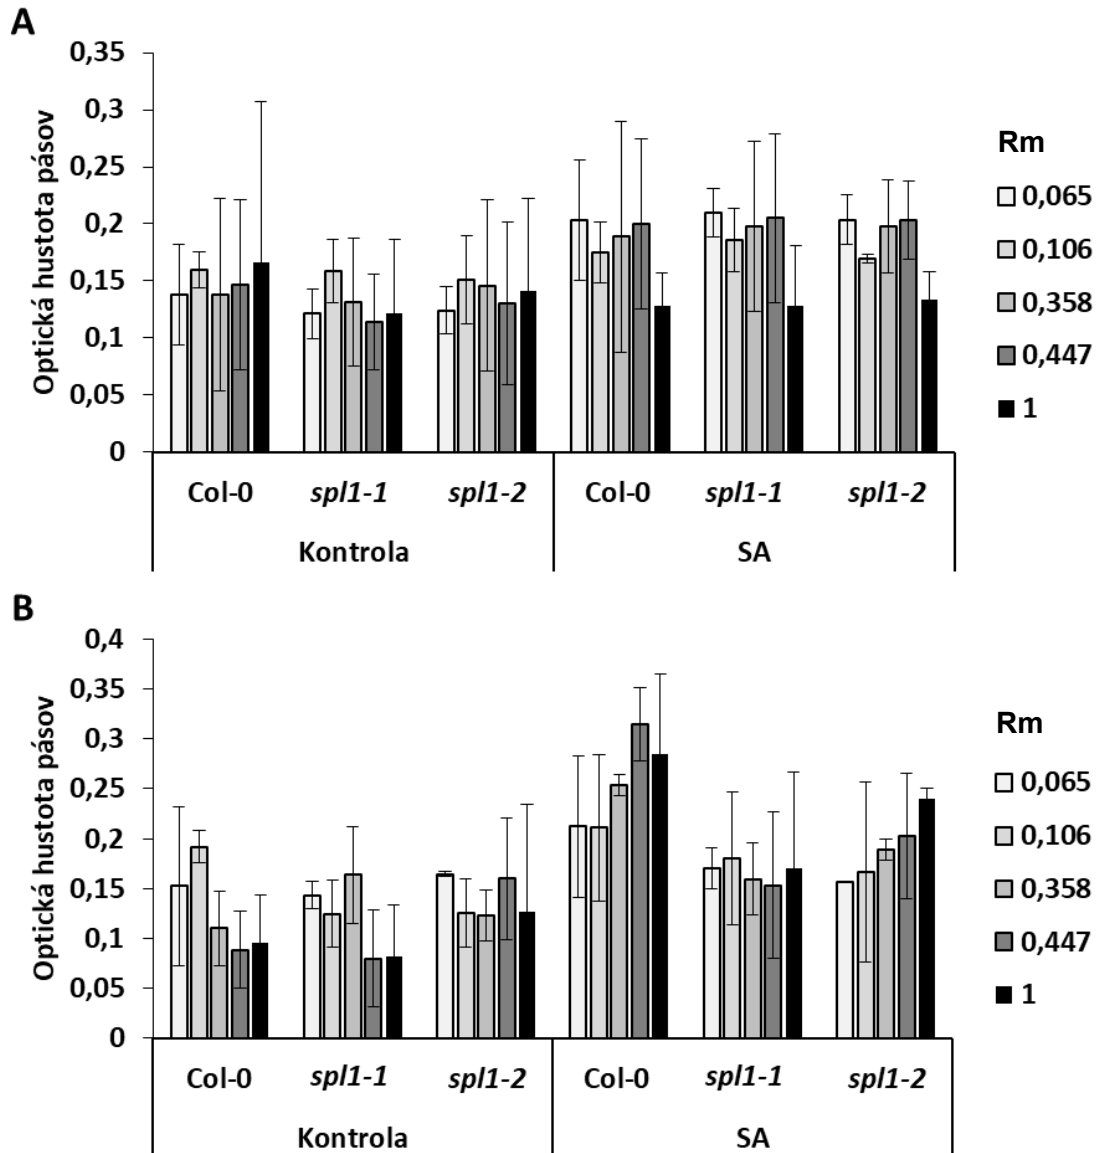 A
Optická hustota pásov
0,35
0,3
0,25
0,2
0,15
0,1
0,05
0
Col-0 spl1-1 spl1-2 Col-0 spl1-1 spl1-2
Kontrola SA
Rm
0,065
0,106
0,358
0,447
1
B
Optická hustota pásov
0,4
0,35
0,3
0,25
0,2
0,15
0,1
0,05
0
Col-0 spl1-1 spl1-2 Col-0 spl1-1 spl1-2
Kontrola SA
Rm
0,065
0,106
0,358
0,447
1